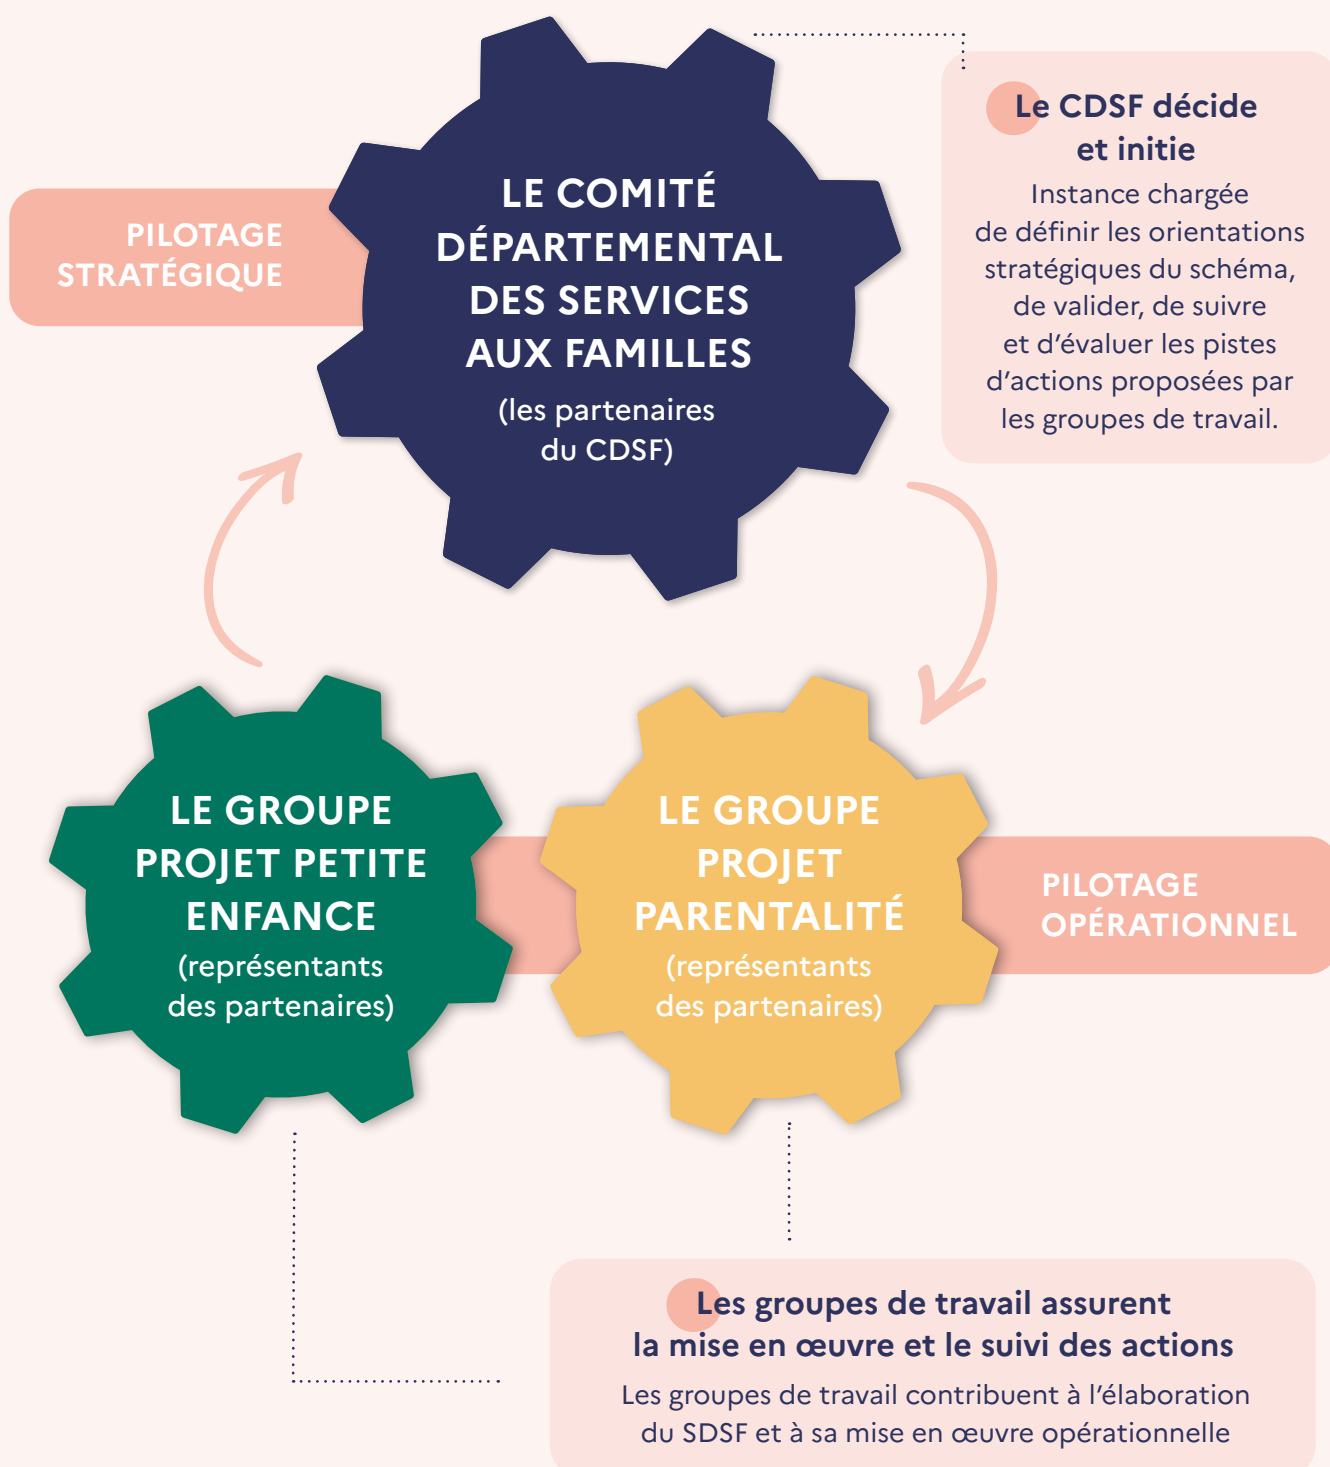 PILOTAGE
STRATÉGIQUE
LE COMITÉ
DÉPARTEMENTAL
DES SERVICES
AUX FAMILLES
(les partenaires
du CDSF)
Le CDSF décide
et initie
Instance chargée
de définir les orientations
stratégiques du schéma,
de valider, de suivre
et d’évaluer les pistes
d’actions proposées par
les groupes de travail.
LE GROUPE
PROJET PETITE
ENFANCE
(représentants
des partenaires)
LE GROUPE
PROJET
PARENTALITÉ
(représentants
des partenaires)
PILOTAGE
OPÉRATIONNEL
Les groupes de travail assurent
la mise en œuvre et le suivi des actions
Les groupes de travail contribuent à l’élaboration
du SDSF et à sa mise en œuvre opérationnelle